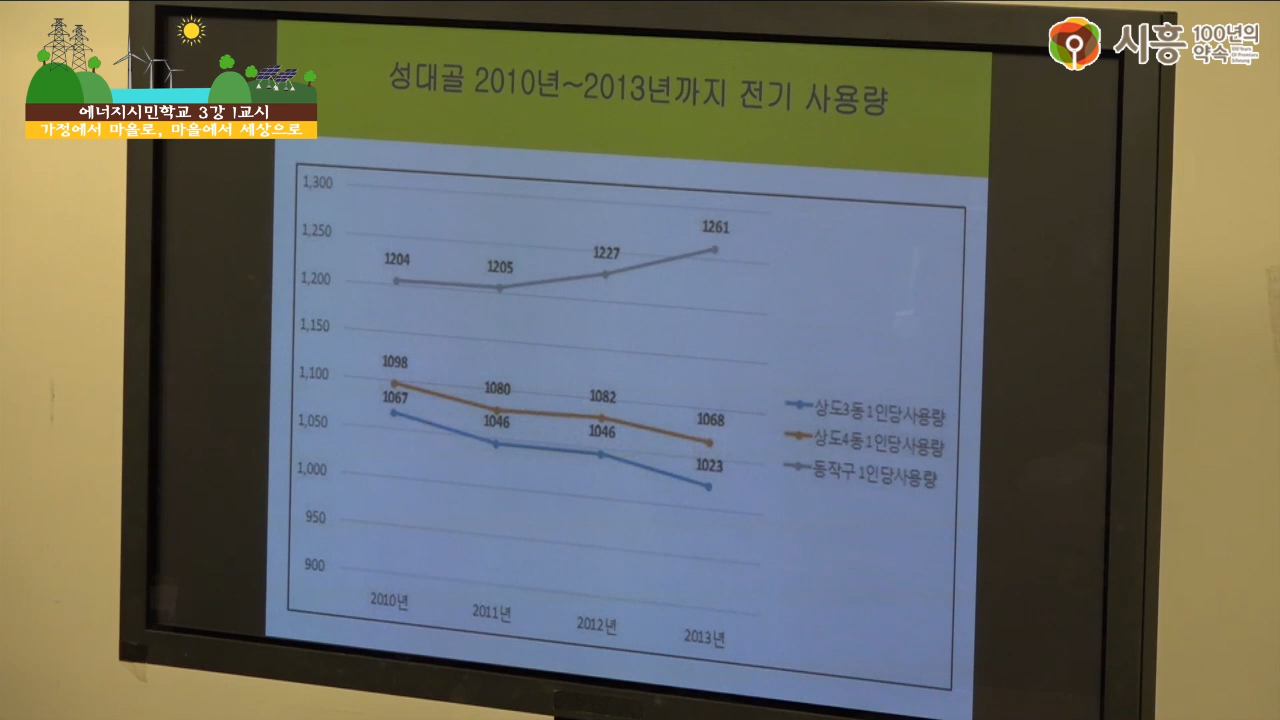 에너지시민학교 3강 1교시
가정에서 마을로, 마을에서 세상으로
시흥 100년의 약속
성대골 2010년~2013년까지 전기 사용량
1,300
1,250
1,200
1,150
1,100
1,050
1,000
950
900
1204 1205 1227 1261
1098 1080 1082 1068
1067 1046 1046 1023
2010년 2011년 2012년 2013년
상도3동1인당사용량
상도4동1인당사용량
동작구1인당사용량